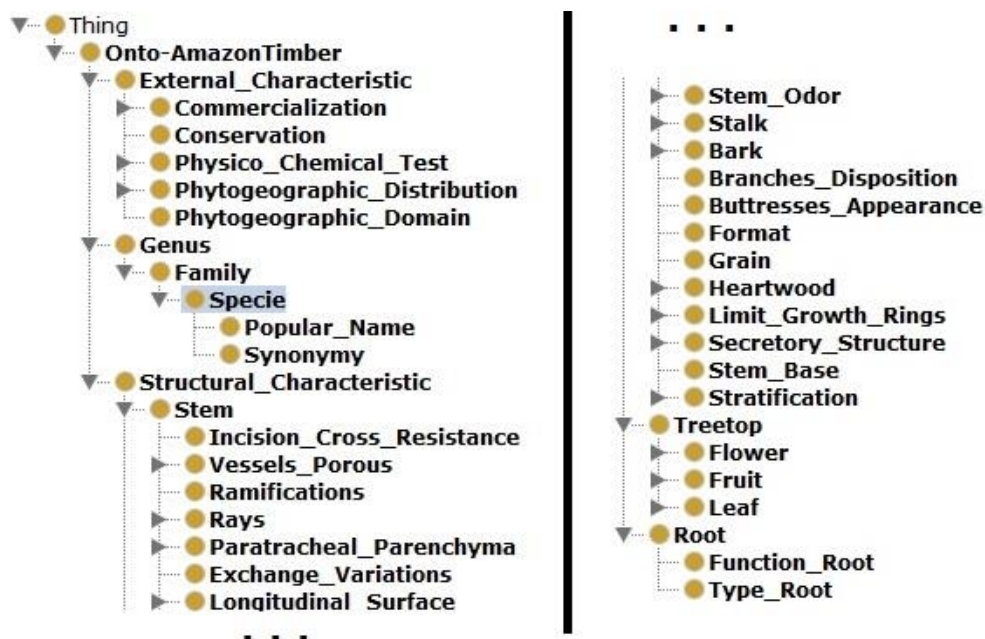 Thing
Onto-AmazonTimber
External_Characteristic
Commercialization
Conservation
Physico_Chemical_Test
Phytogeographic_Distribution
Phytogeographic_Domain
Genus
Family
Specie
Popular_Name
Synonymy
Structural_Characteristic
Stem
Incision_Cross_Resistance
Vessels_Porous
Ramifications
Rays
Paratracheal_Parenchyma
Exchange_Variations
Longitudinal_Surface
. . .
. . .
Stem_Odor
Stalk
Bark
Branches_Disposition
Buttresses_Appearance
Format
Grain
Heartwood
Limit_Growth_Rings
Secretory_Structure
Stem_Base
Stratification
Treetop
Flower
Fruit
Leaf
Root
Function_Root
Type_Root